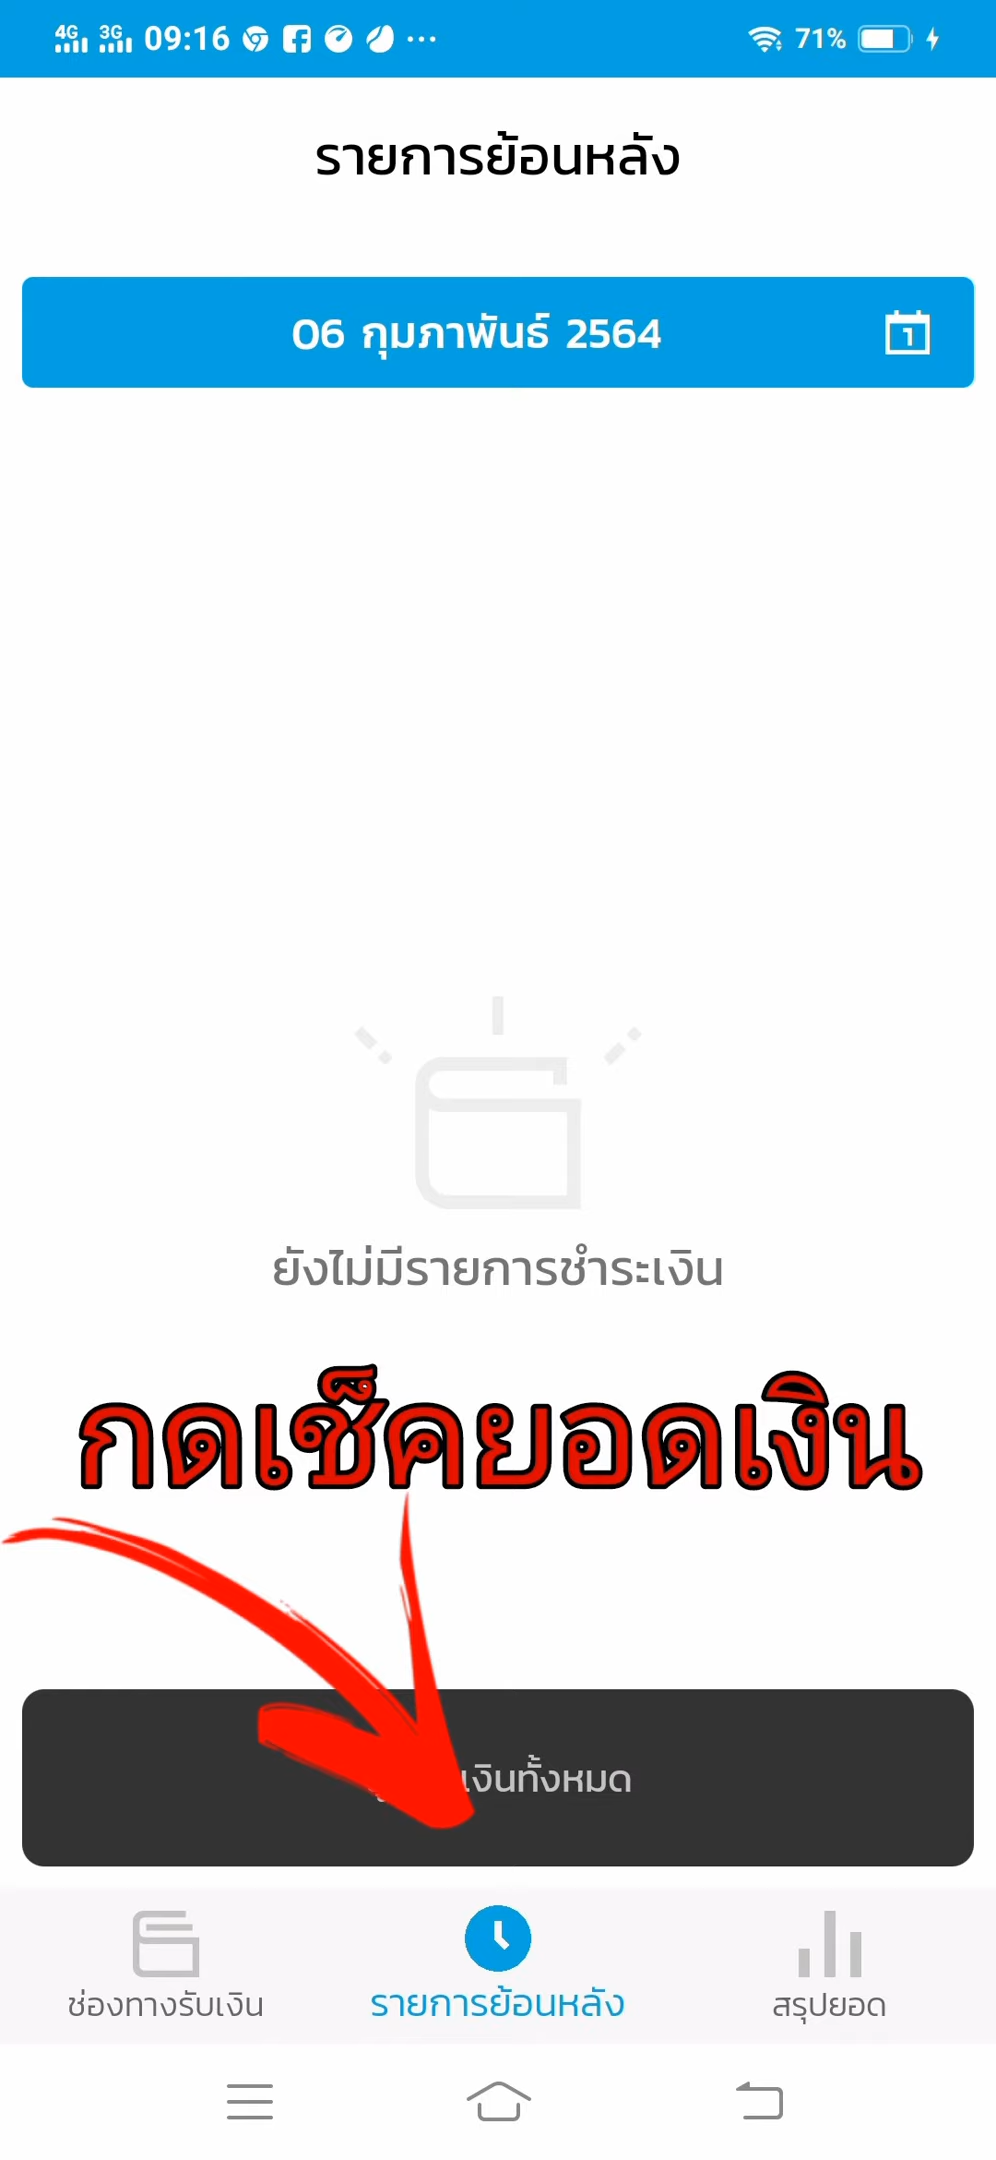 4G 3G 09:16 71%
รายการย้อนหลัง
06 กุมภาพันธ์ 2564
1
ยังไม่มีรายการชำระเงิน
กดเช็คยอดเงิน
เงินทั้งหมด
ช่องทางรับเงิน รายการย้อนหลัง สรุปยอด